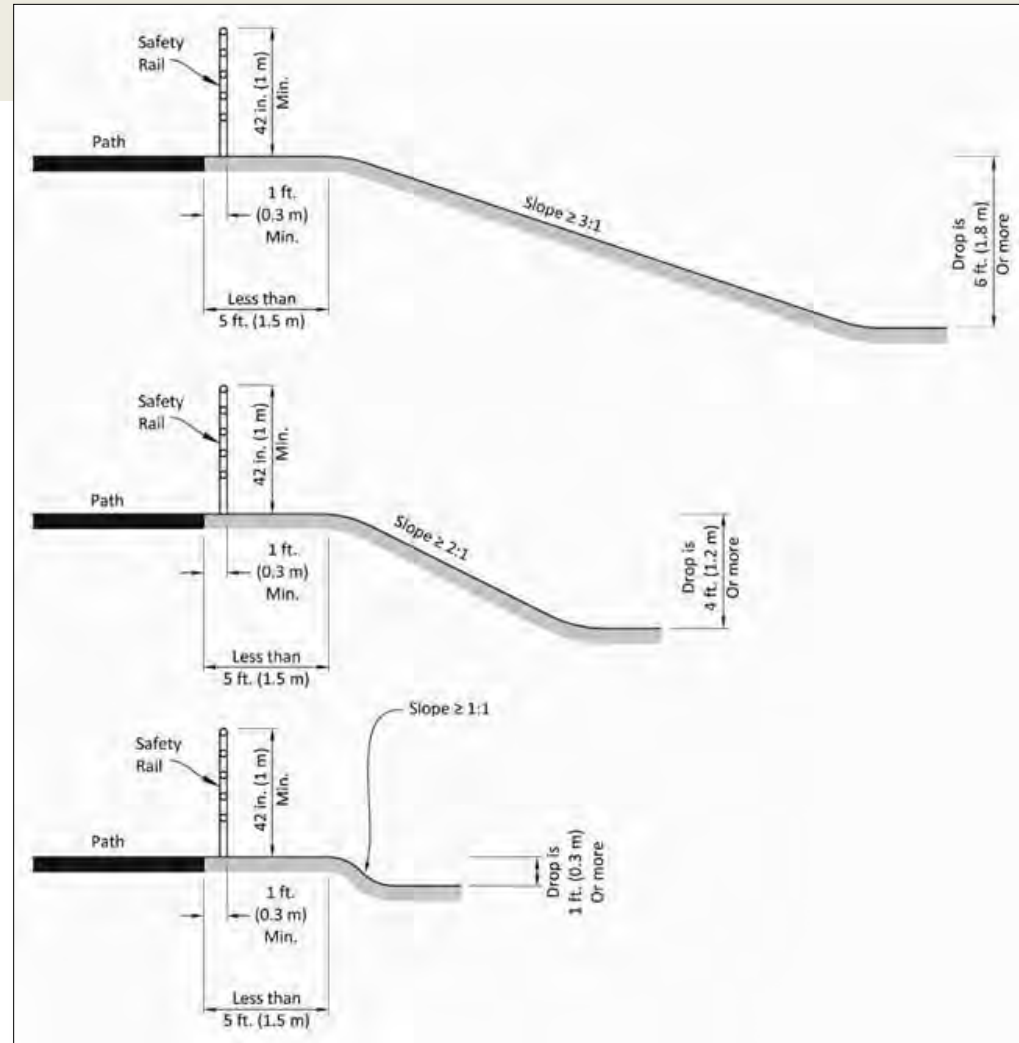 Safety
Rail
42 in. (1 m)
Min.
Path
1 ft.
(0.3 m)
Min.
Slope ≥ 3:1
Drop is
6 ft. (1.8 m)
Or more
Less than
5 ft. (1.5 m)
Safety
Rail
42 in. (1 m)
Min.
Path
1 ft.
(0.3 m)
Min.
Slope ≥ 2:1
Drop is
4 ft. (1.2 m)
Or more
Less than
5 ft. (1.5 m)
Slope ≥ 1:1
Safety
Rail
42 in. (1 m)
Min.
Path
1 ft.
(0.3 m)
Min.
Drop is
1 ft. (0.3 m)
Or more
Less than
5 ft. (1.5 m)